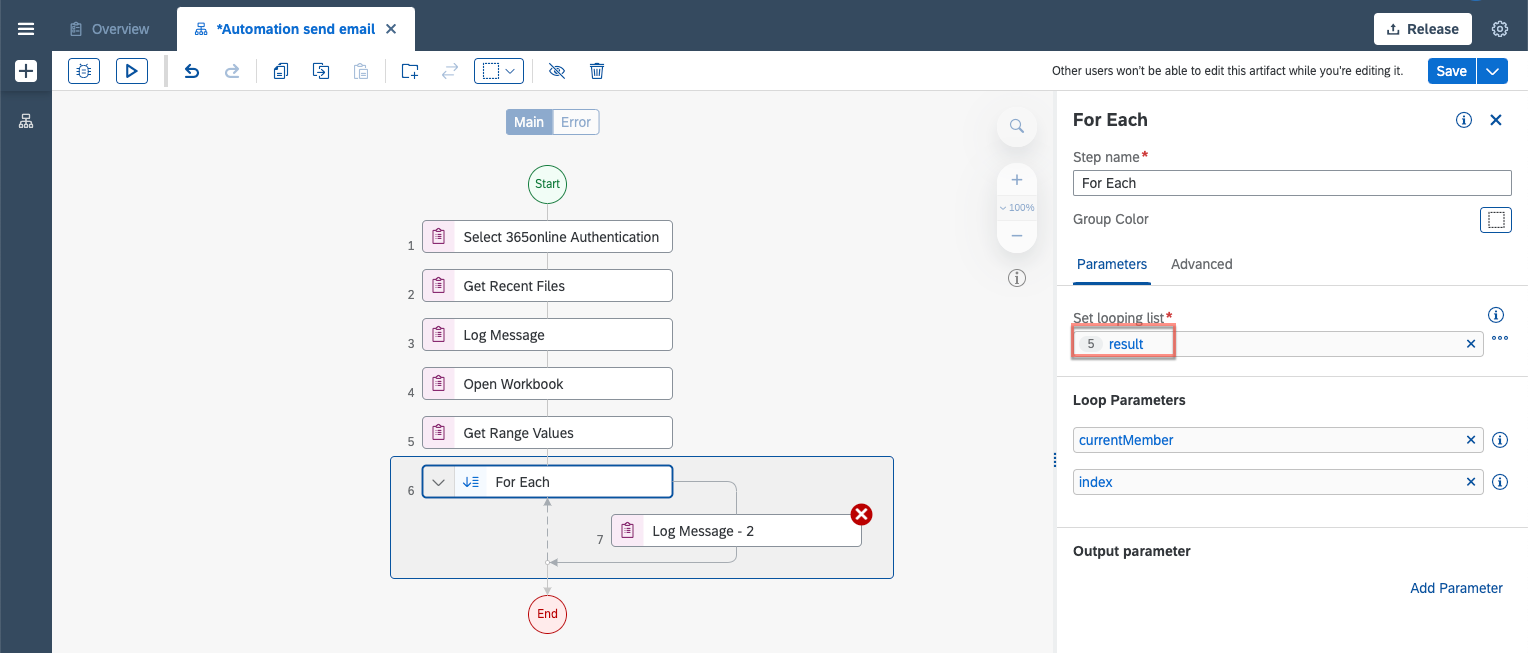 Overview
*Automation send email
Release
Other users won't be able to edit this artifact while you're editing it.
Save
Main
Error
100%
Start
1
Select 365online Authentication
2
Get Recent Files
3
Log Message
4
Open Workbook
5
Get Range Values
6
For Each
7
Log Message - 2
End
For Each
Step name*
For Each
Group Color
Parameters
Advanced
Set looping list*
5 result
Loop Parameters
currentMember
index
Output parameter
Add Parameter